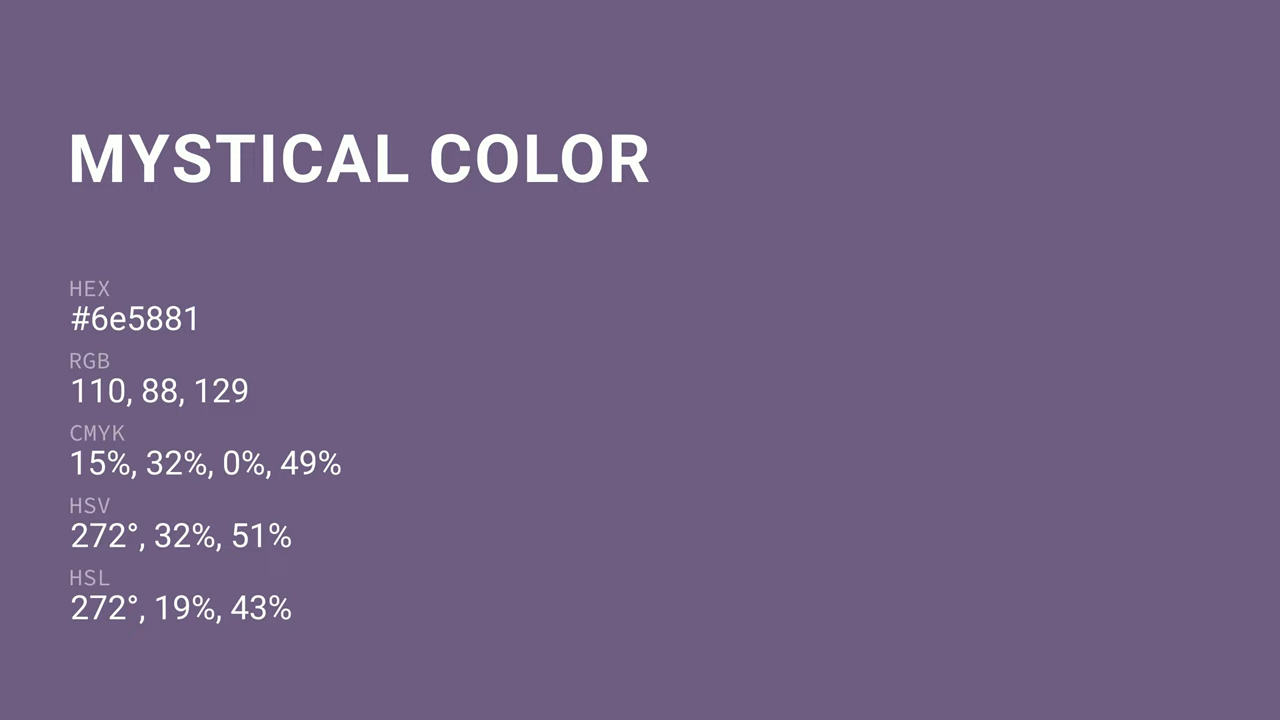 MYSTICAL COLOR
HEX
#6e5881
RGB
110, 88, 129
CMYK
15%, 32%, 0%, 49%
HSV
272°, 32%, 51%
HSL
272°, 19%, 43%